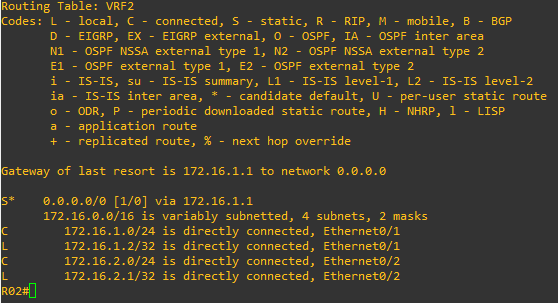 Routing Table: VRF2
Codes: L - local, C - connected, S - static, R - RIP, M - mobile, B - BGP
       D - EIGRP, EX - EIGRP external, O - OSPF, IA - OSPF inter area
       N1 - OSPF NSSA external type 1, N2 - OSPF NSSA external type 2
       E1 - OSPF external type 1, E2 - OSPF external type 2
       i - IS-IS, su - IS-IS summary, L1 - IS-IS level-1, L2 - IS-IS level-2
       ia - IS-IS inter area, * - candidate default, U - per-user static route
       o - ODR, P - periodic downloaded static route, H - NHRP, l - LISP
       a - application route
       + - replicated route, % - next hop override
Gateway of last resort is 172.16.1.1 to network 0.0.0.0
S*    0.0.0.0/0 [1/0] via 172.16.1.1
      172.16.0.0/16 is variably subnetted, 4 subnets, 2 masks
C        172.16.1.0/24 is directly connected, Ethernet0/1
L        172.16.1.2/32 is directly connected, Ethernet0/1
C        172.16.2.0/24 is directly connected, Ethernet0/2
L        172.16.2.1/32 is directly connected, Ethernet0/2
R02#